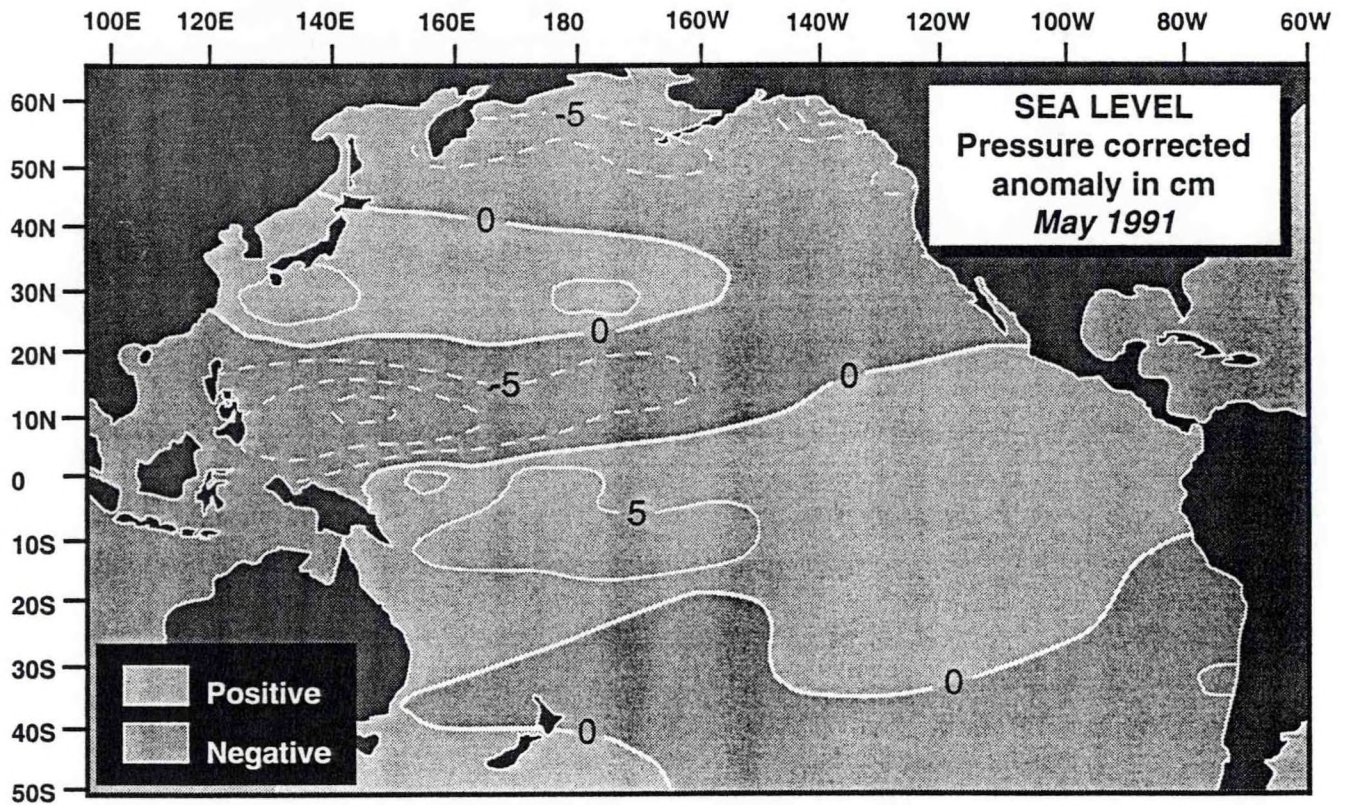 100E 120E 140E 160E 180 160W 140W 120W 100W 80W 60W
60N
50N
40N
30N
20N
10N
0
10S
20S
30S
40S
50S
SEA LEVEL
Pressure corrected
anomaly in cm
May 1991
-5
0
0
-5
0
5
0
0
Positive
Negative